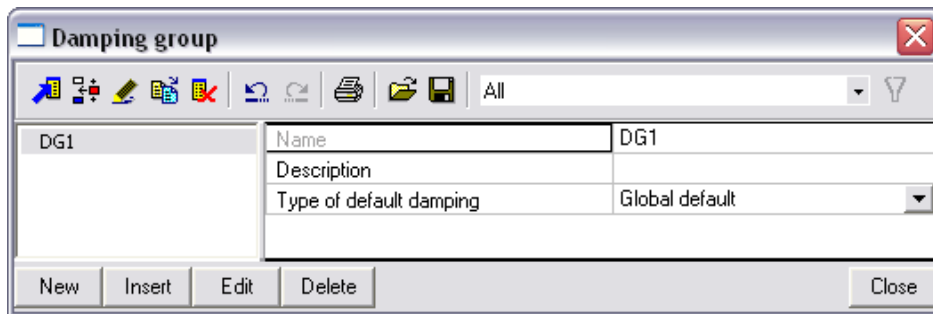 Damping group
All
DG1
Name DG1
Description
Type of default damping Global default
New Insert Edit Delete Close